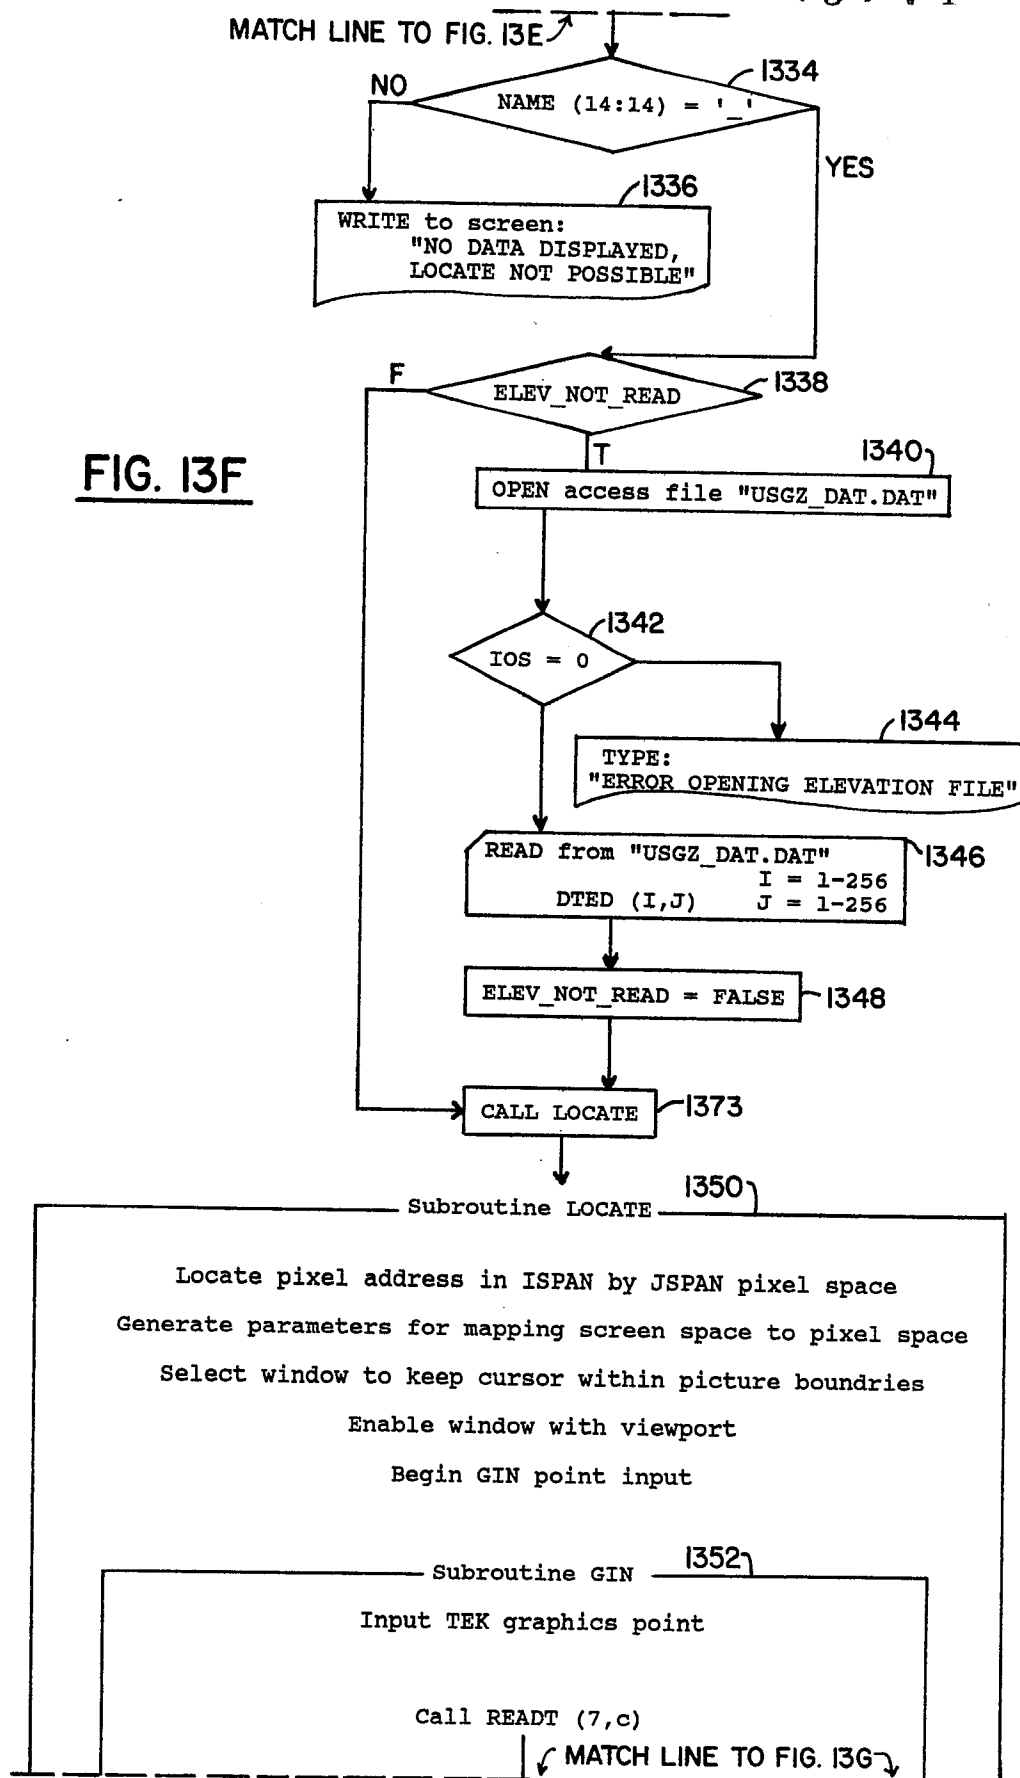 MATCH LINE TO FIG. 13E
1334
NO
NAME (14:14) = '_'
YES
1336
WRITE to screen:
"NO DATA DISPLAYED,
LOCATE NOT POSSIBLE"
F
1338
ELEV_NOT_READ
FIG. 13F
T
1340
OPEN access file "USGZ_DAT.DAT"
1342
IOS = 0
1344
TYPE:
"ERROR OPENING ELEVATION FILE"
READ from "USGZ_DAT.DAT"
1346
I = 1-256
DTED (I,J) J = 1-256
ELEV_NOT_READ = FALSE
1348
CALL LOCATE
1373
1350
Subroutine LOCATE
Locate pixel address in ISPAN by JSPAN pixel space
Generate parameters for mapping screen space to pixel space
Select window to keep cursor within picture boundries
Enable window with viewport
Begin GIN point input
1352
Subroutine GIN
Input TEK graphics point
Call READT (7,c)
MATCH LINE TO FIG. 13G